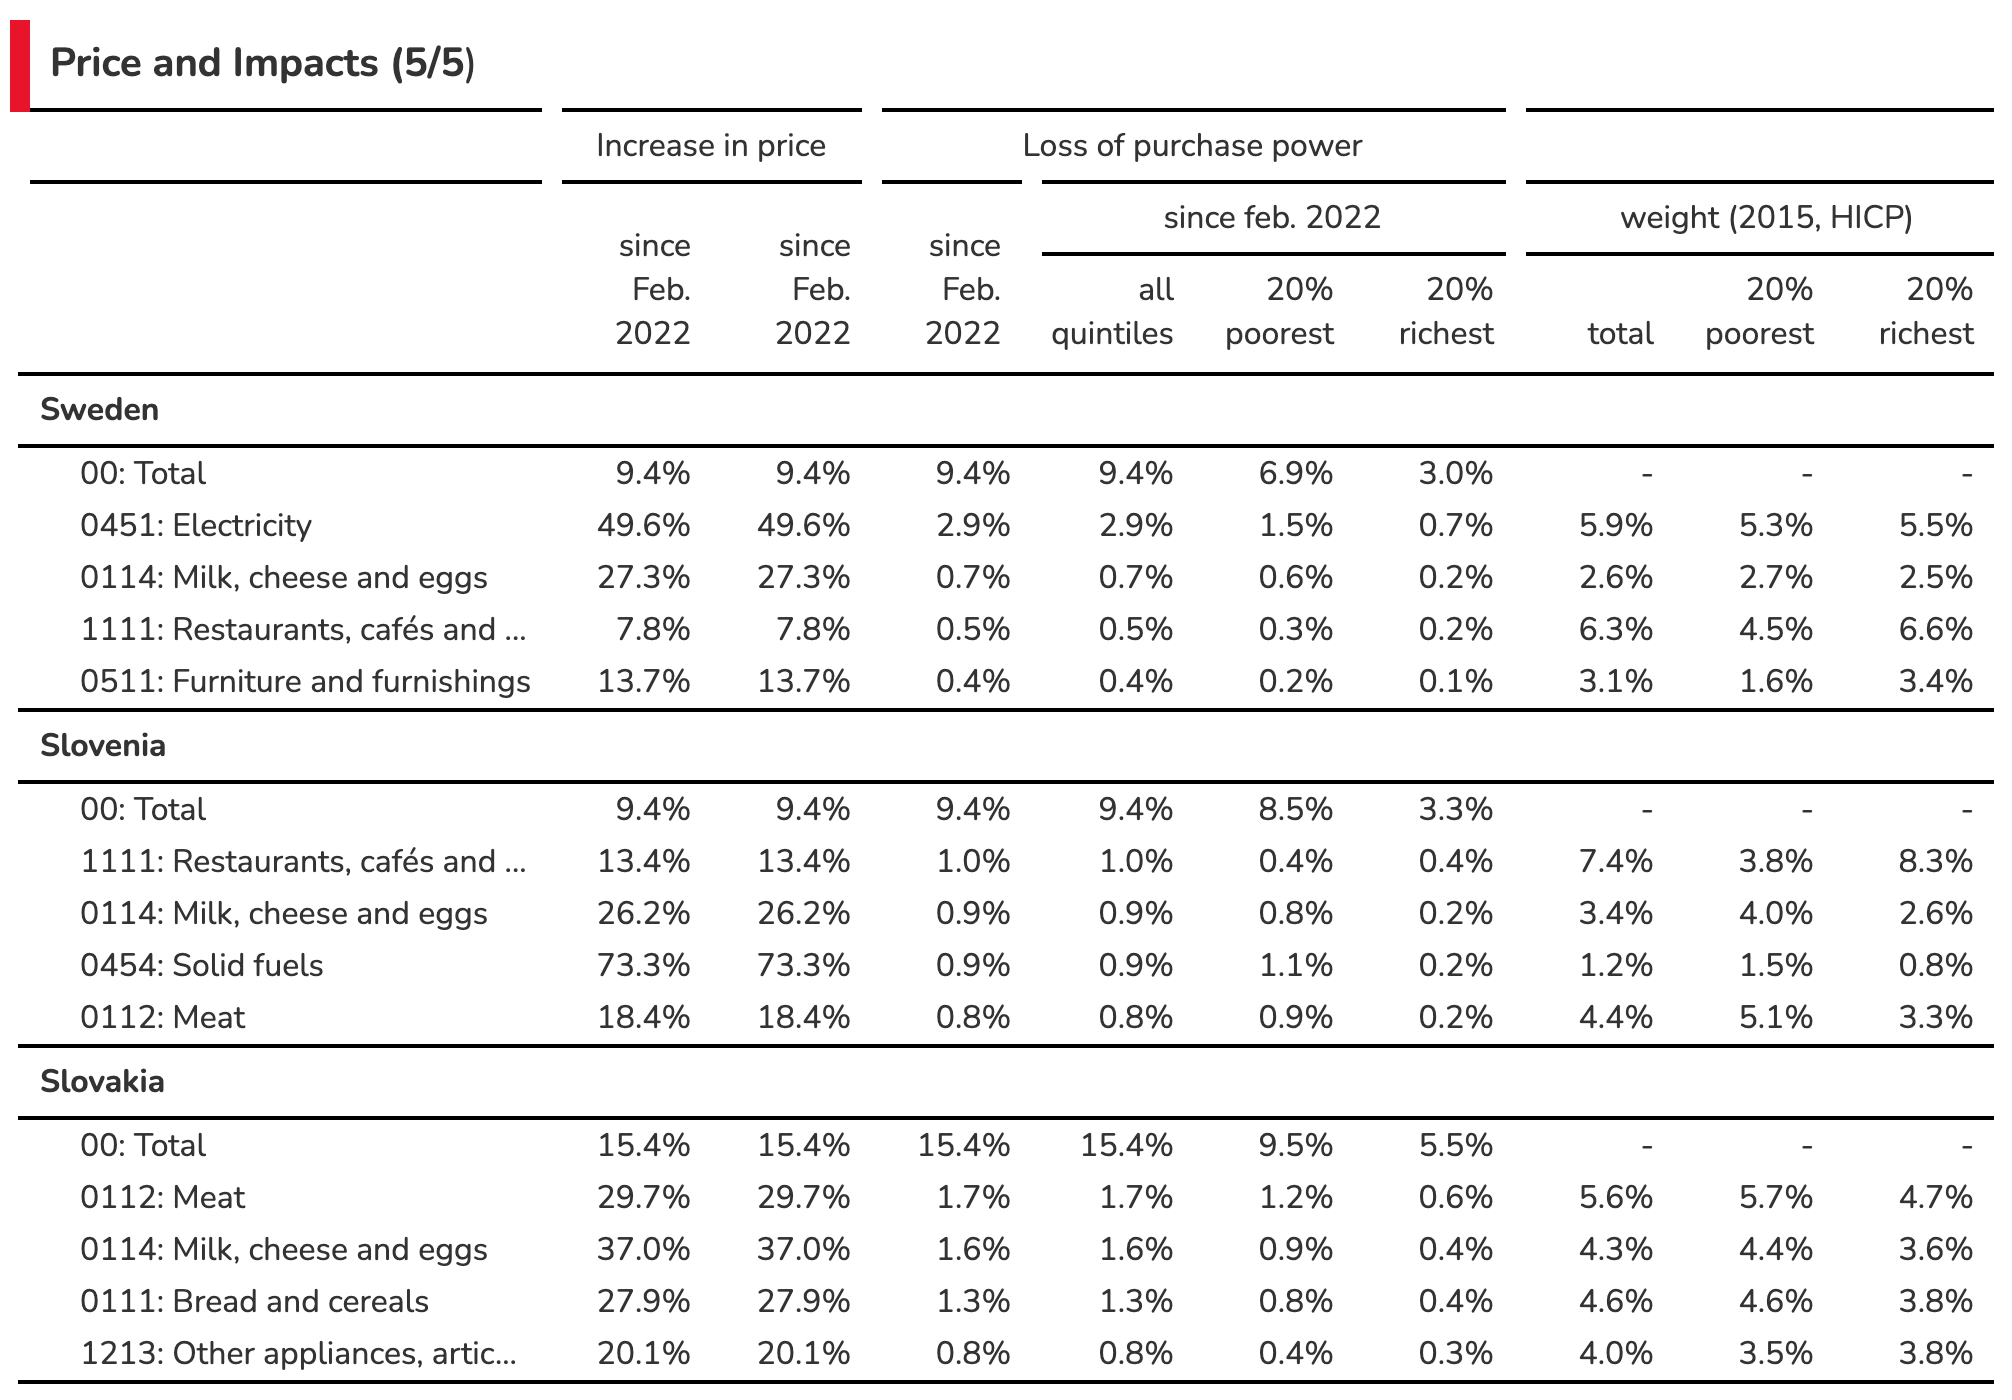 Price and Impacts (5/5)
Increase in price Loss of purchase power
since feb. 2022 weight (2015, HICP)
since since since
Feb. Feb. Feb. all 20% 20% 20% 20%
2022 2022 2022 quintiles poorest richest total poorest richest
Sweden
00: Total 9.4% 9.4% 9.4% 9.4% 6.9% 3.0% - - -
0451: Electricity 49.6% 49.6% 2.9% 2.9% 1.5% 0.7% 5.9% 5.3% 5.5%
0114: Milk, cheese and eggs 27.3% 27.3% 0.7% 0.7% 0.6% 0.2% 2.6% 2.7% 2.5%
1111: Restaurants, cafés and ... 7.8% 7.8% 0.5% 0.5% 0.3% 0.2% 6.3% 4.5% 6.6%
0511: Furniture and furnishings 13.7% 13.7% 0.4% 0.4% 0.2% 0.1% 3.1% 1.6% 3.4%
Slovenia
00: Total 9.4% 9.4% 9.4% 9.4% 8.5% 3.3% - - -
1111: Restaurants, cafés and ... 13.4% 13.4% 1.0% 1.0% 0.4% 0.4% 7.4% 3.8% 8.3%
0114: Milk, cheese and eggs 26.2% 26.2% 0.9% 0.9% 0.8% 0.2% 3.4% 4.0% 2.6%
0454: Solid fuels 73.3% 73.3% 0.9% 0.9% 1.1% 0.2% 1.2% 1.5% 0.8%
0112: Meat 18.4% 18.4% 0.8% 0.8% 0.9% 0.2% 4.4% 5.1% 3.3%
Slovakia
00: Total 15.4% 15.4% 15.4% 15.4% 9.5% 5.5% - - -
0112: Meat 29.7% 29.7% 1.7% 1.7% 1.2% 0.6% 5.6% 5.7% 4.7%
0114: Milk, cheese and eggs 37.0% 37.0% 1.6% 1.6% 0.9% 0.4% 4.3% 4.4% 3.6%
0111: Bread and cereals 27.9% 27.9% 1.3% 1.3% 0.8% 0.4% 4.6% 4.6% 3.8%
1213: Other appliances, artic... 20.1% 20.1% 0.8% 0.8% 0.4% 0.3% 4.0% 3.5% 3.8%